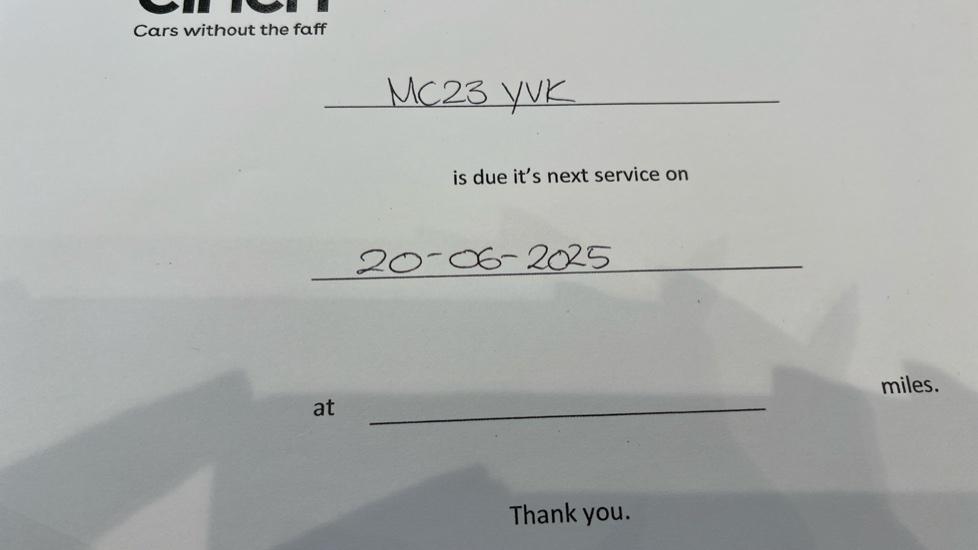 cinch
Cars without the faff
MC23 YVK
is due it's next service on
20-06-2025
at miles.
Thank you.